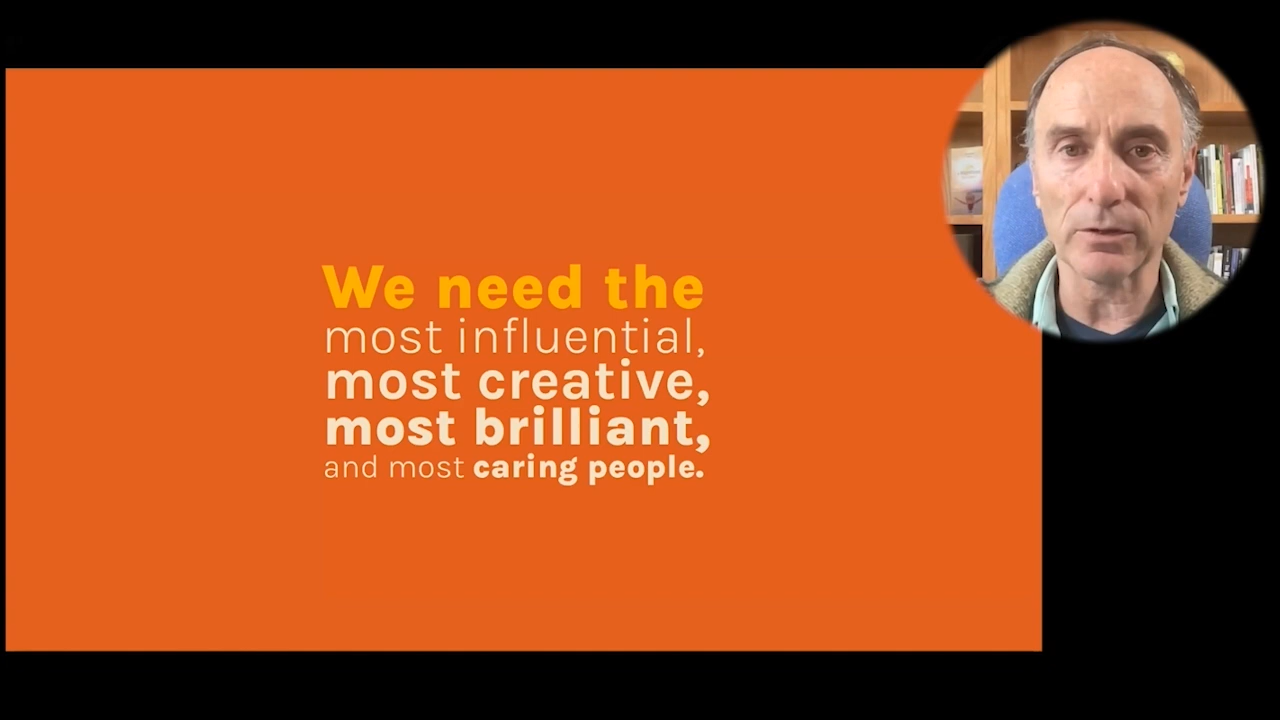 We need the
most influential,
most creative,
most brilliant,
and most caring people.